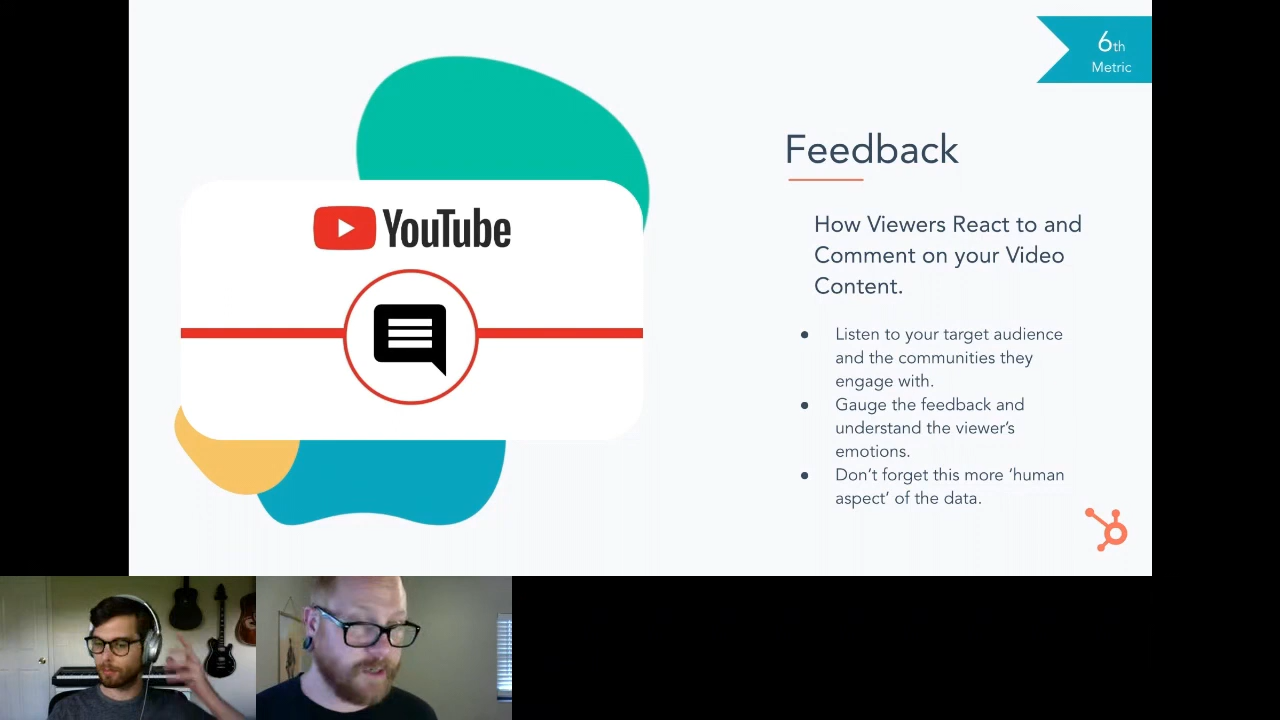 6th
Metric
YouTube
Feedback
How Viewers React to and
Comment on your Video
Content.
● Listen to your target audience
and the communities they
engage with.
● Gauge the feedback and
understand the viewer’s
emotions.
● Don’t forget this more ‘human
aspect’ of the data.